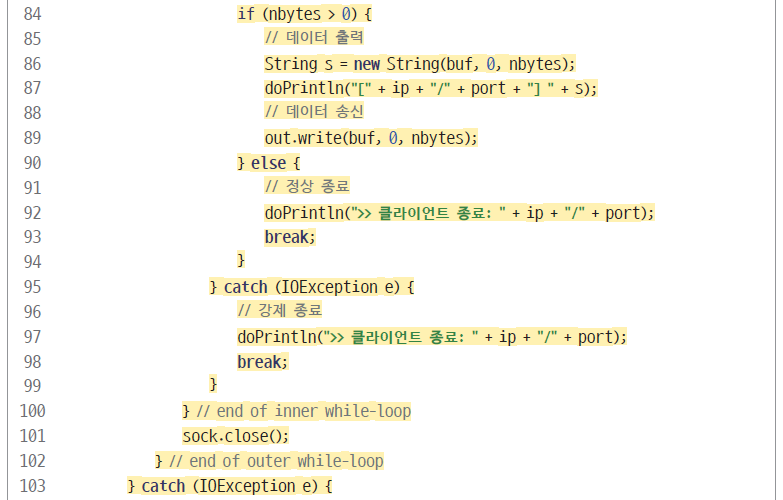 84 if (nbytes > 0) {
85 // 데이터 출력
86 String s = new String(buf, 0, nbytes);
87 doPrintln("[" + ip + "/" + port + "] " + s);
88 // 데이터 송신
89 out.write(buf, 0, nbytes);
90 } else {
91 // 정상 종료
92 doPrintln(">> 클라이언트 종료: " + ip + "/" + port);
93 break;
94 }
95 } catch (IOException e) {
96 // 강제 종료
97 doPrintln(">> 클라이언트 종료: " + ip + "/" + port);
98 break;
99 }
100 } // end of inner while-loop
101 sock.close();
102 } // end of outer while-loop
103 } catch (IOException e) {